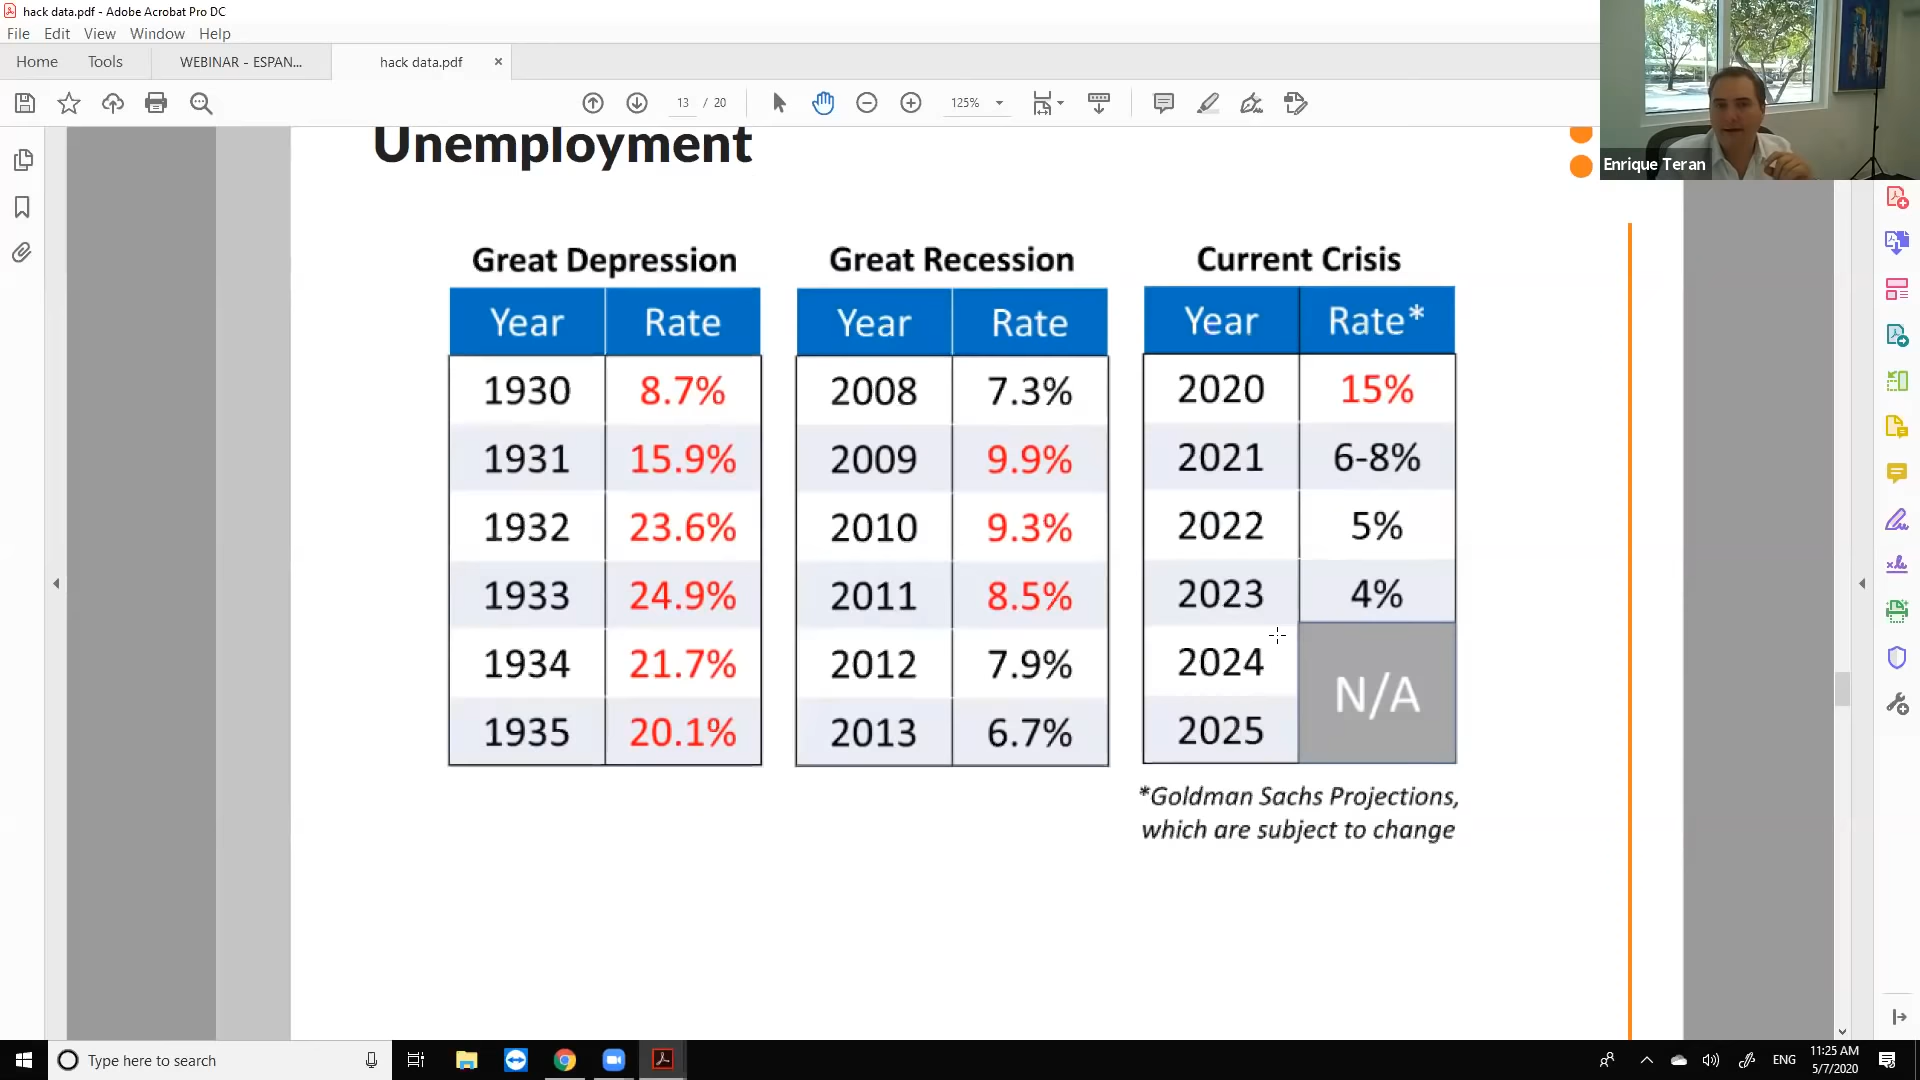 hack data.pdf - Adobe Acrobat Pro DC
File Edit View Window Help
Home Tools WEBINAR - ESPAN... hack data.pdf ×
13 / 20 125%
Enrique Teran
Unemployment
Great Depression
Year Rate
1930 8.7%
1931 15.9%
1932 23.6%
1933 24.9%
1934 21.7%
1935 20.1%
Great Recession
Year Rate
2008 7.3%
2009 9.9%
2010 9.3%
2011 8.5%
2012 7.9%
2013 6.7%
Current Crisis
Year Rate*
2020 15%
2021 6-8%
2022 5%
2023 4%
2024
2025
N/A
*Goldman Sachs Projections,
which are subject to change
Type here to search
ENG
11:25 AM
5/7/2020